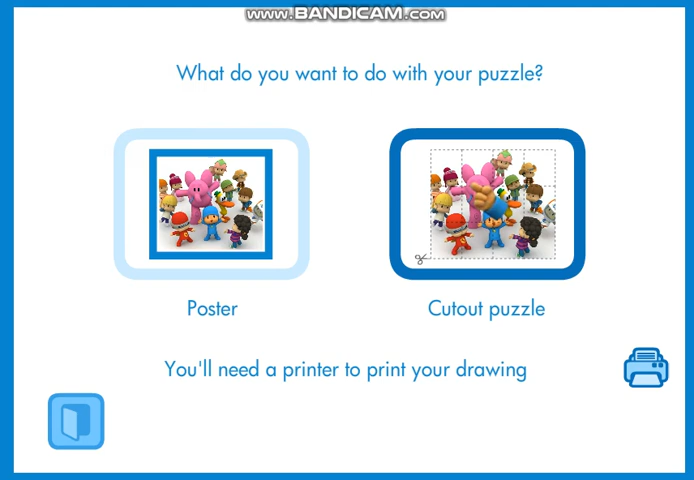 www.BANDICAM.com
What do you want to do with your puzzle?
Poster
Cutout puzzle
You'll need a printer to print your drawing